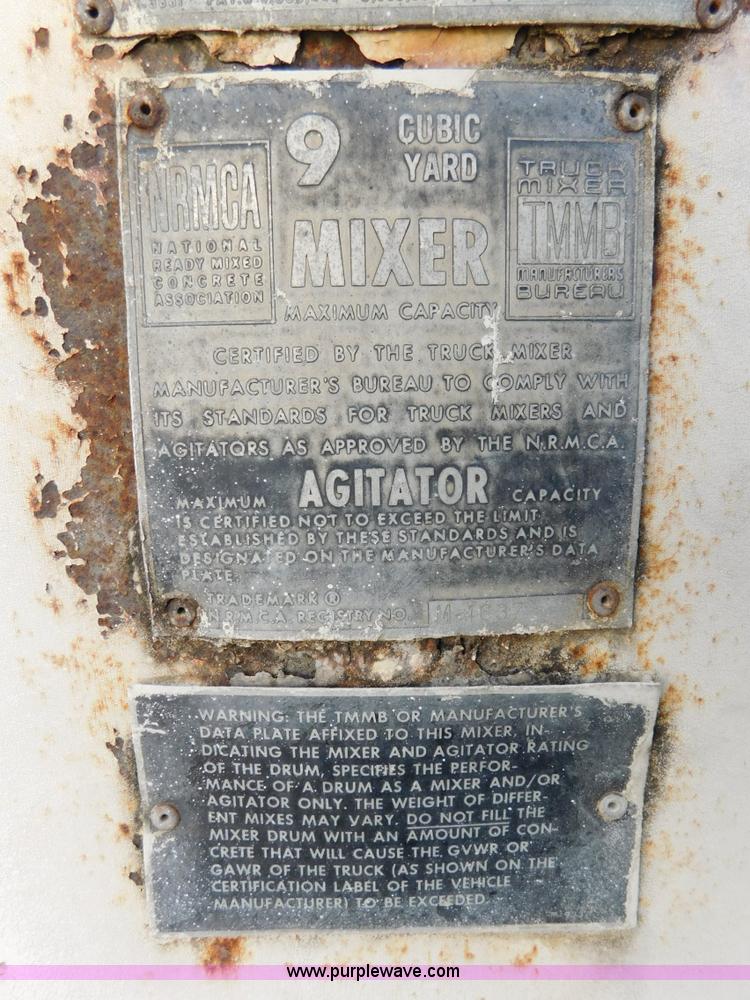 9 CUBIC YARD
NRMCA
NATIONAL
READY MIXED
CONCRETE
ASSOCIATION
TRUCK
MIXER
TMMB
MANUFACTURERS
BUREAU
MIXER
MAXIMUM CAPACITY
CERTIFIED BY THE TRUCK MIXER
MANUFACTURER'S BUREAU TO COMPLY WITH
ITS STANDARDS FOR TRUCK MIXERS AND
AGITATORS AS APPROVED BY THE N.R.M.C.A.
MAXIMUM AGITATOR CAPACITY
IS CERTIFIED NOT TO EXCEED THE LIMIT
ESTABLISHED BY THESE STANDARDS AND IS
DESIGNATED ON THE MANUFACTURER'S DATA
PLATE.
TRADEMARK ®
N.R.M.C.A. REGISTRY NO.
WARNING: THE TMMB OR MANUFACTURER'S
DATA PLATE AFFIXED TO THIS MIXER, IN-
DICATING THE MIXER AND AGITATOR RATING
OF THE DRUM, SPECIFIES THE PERFOR-
MANCE OF A DRUM AS A MIXER AND/OR
AGITATOR ONLY. THE WEIGHT OF DIFFER-
ENT MIXES MAY VARY. DO NOT FILL THE
MIXER DRUM WITH AN AMOUNT OF CON-
CRETE THAT WILL CAUSE THE GVWR OR
GAWR OF THE TRUCK (AS SHOWN ON THE
CERTIFICATION LABEL OF THE VEHICLE
MANUFACTURER) TO BE EXCEEDED.
www.purplewave.com